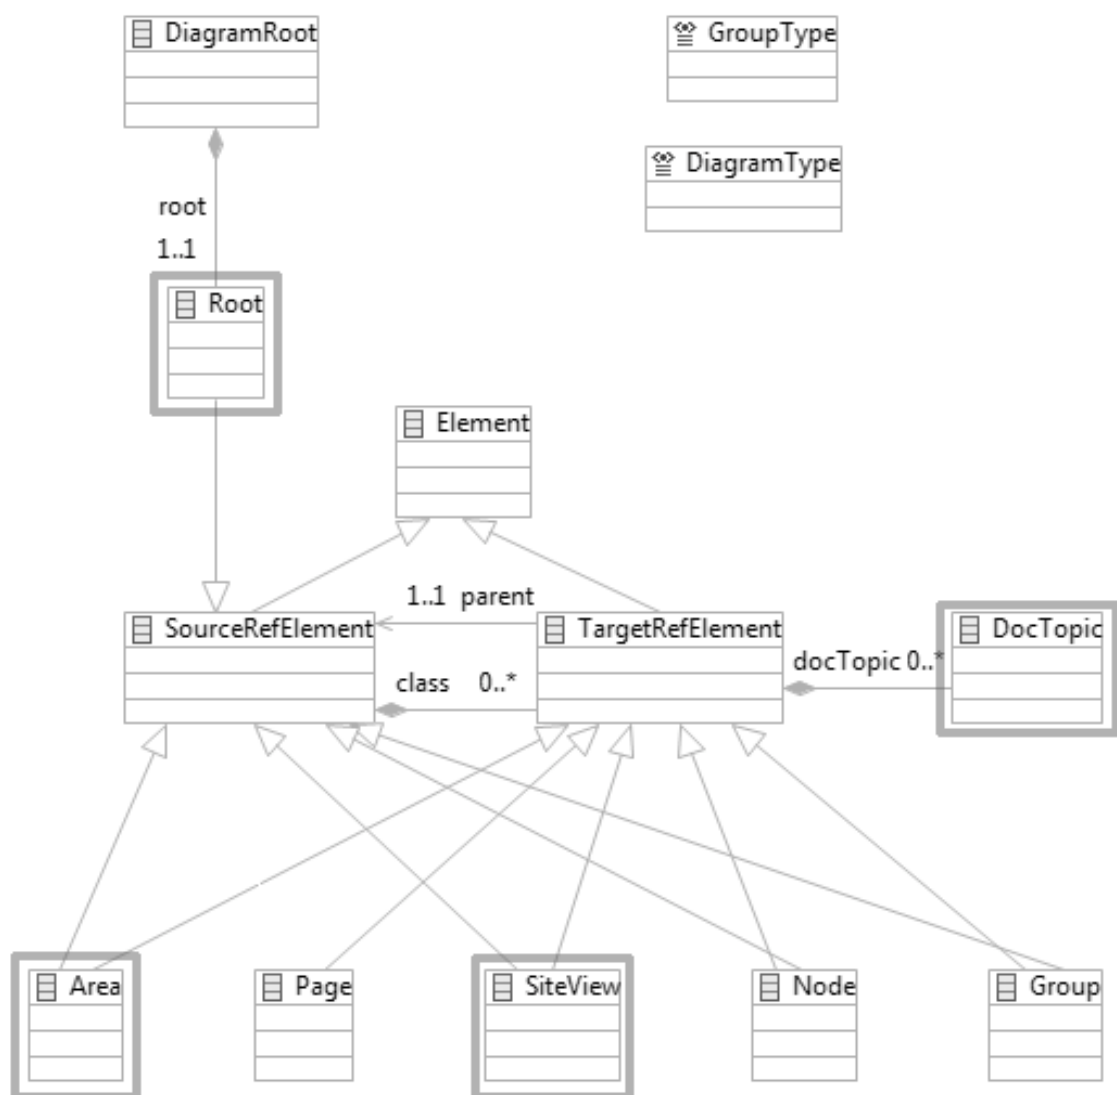 DiagramRoot
GroupType
DiagramType
root
1..1
Root
Element
1..1 parent
SourceRefElement
TargetRefElement
DocTopic
class 0..*
docTopic 0..*
Area
Page
SiteView
Node
Group